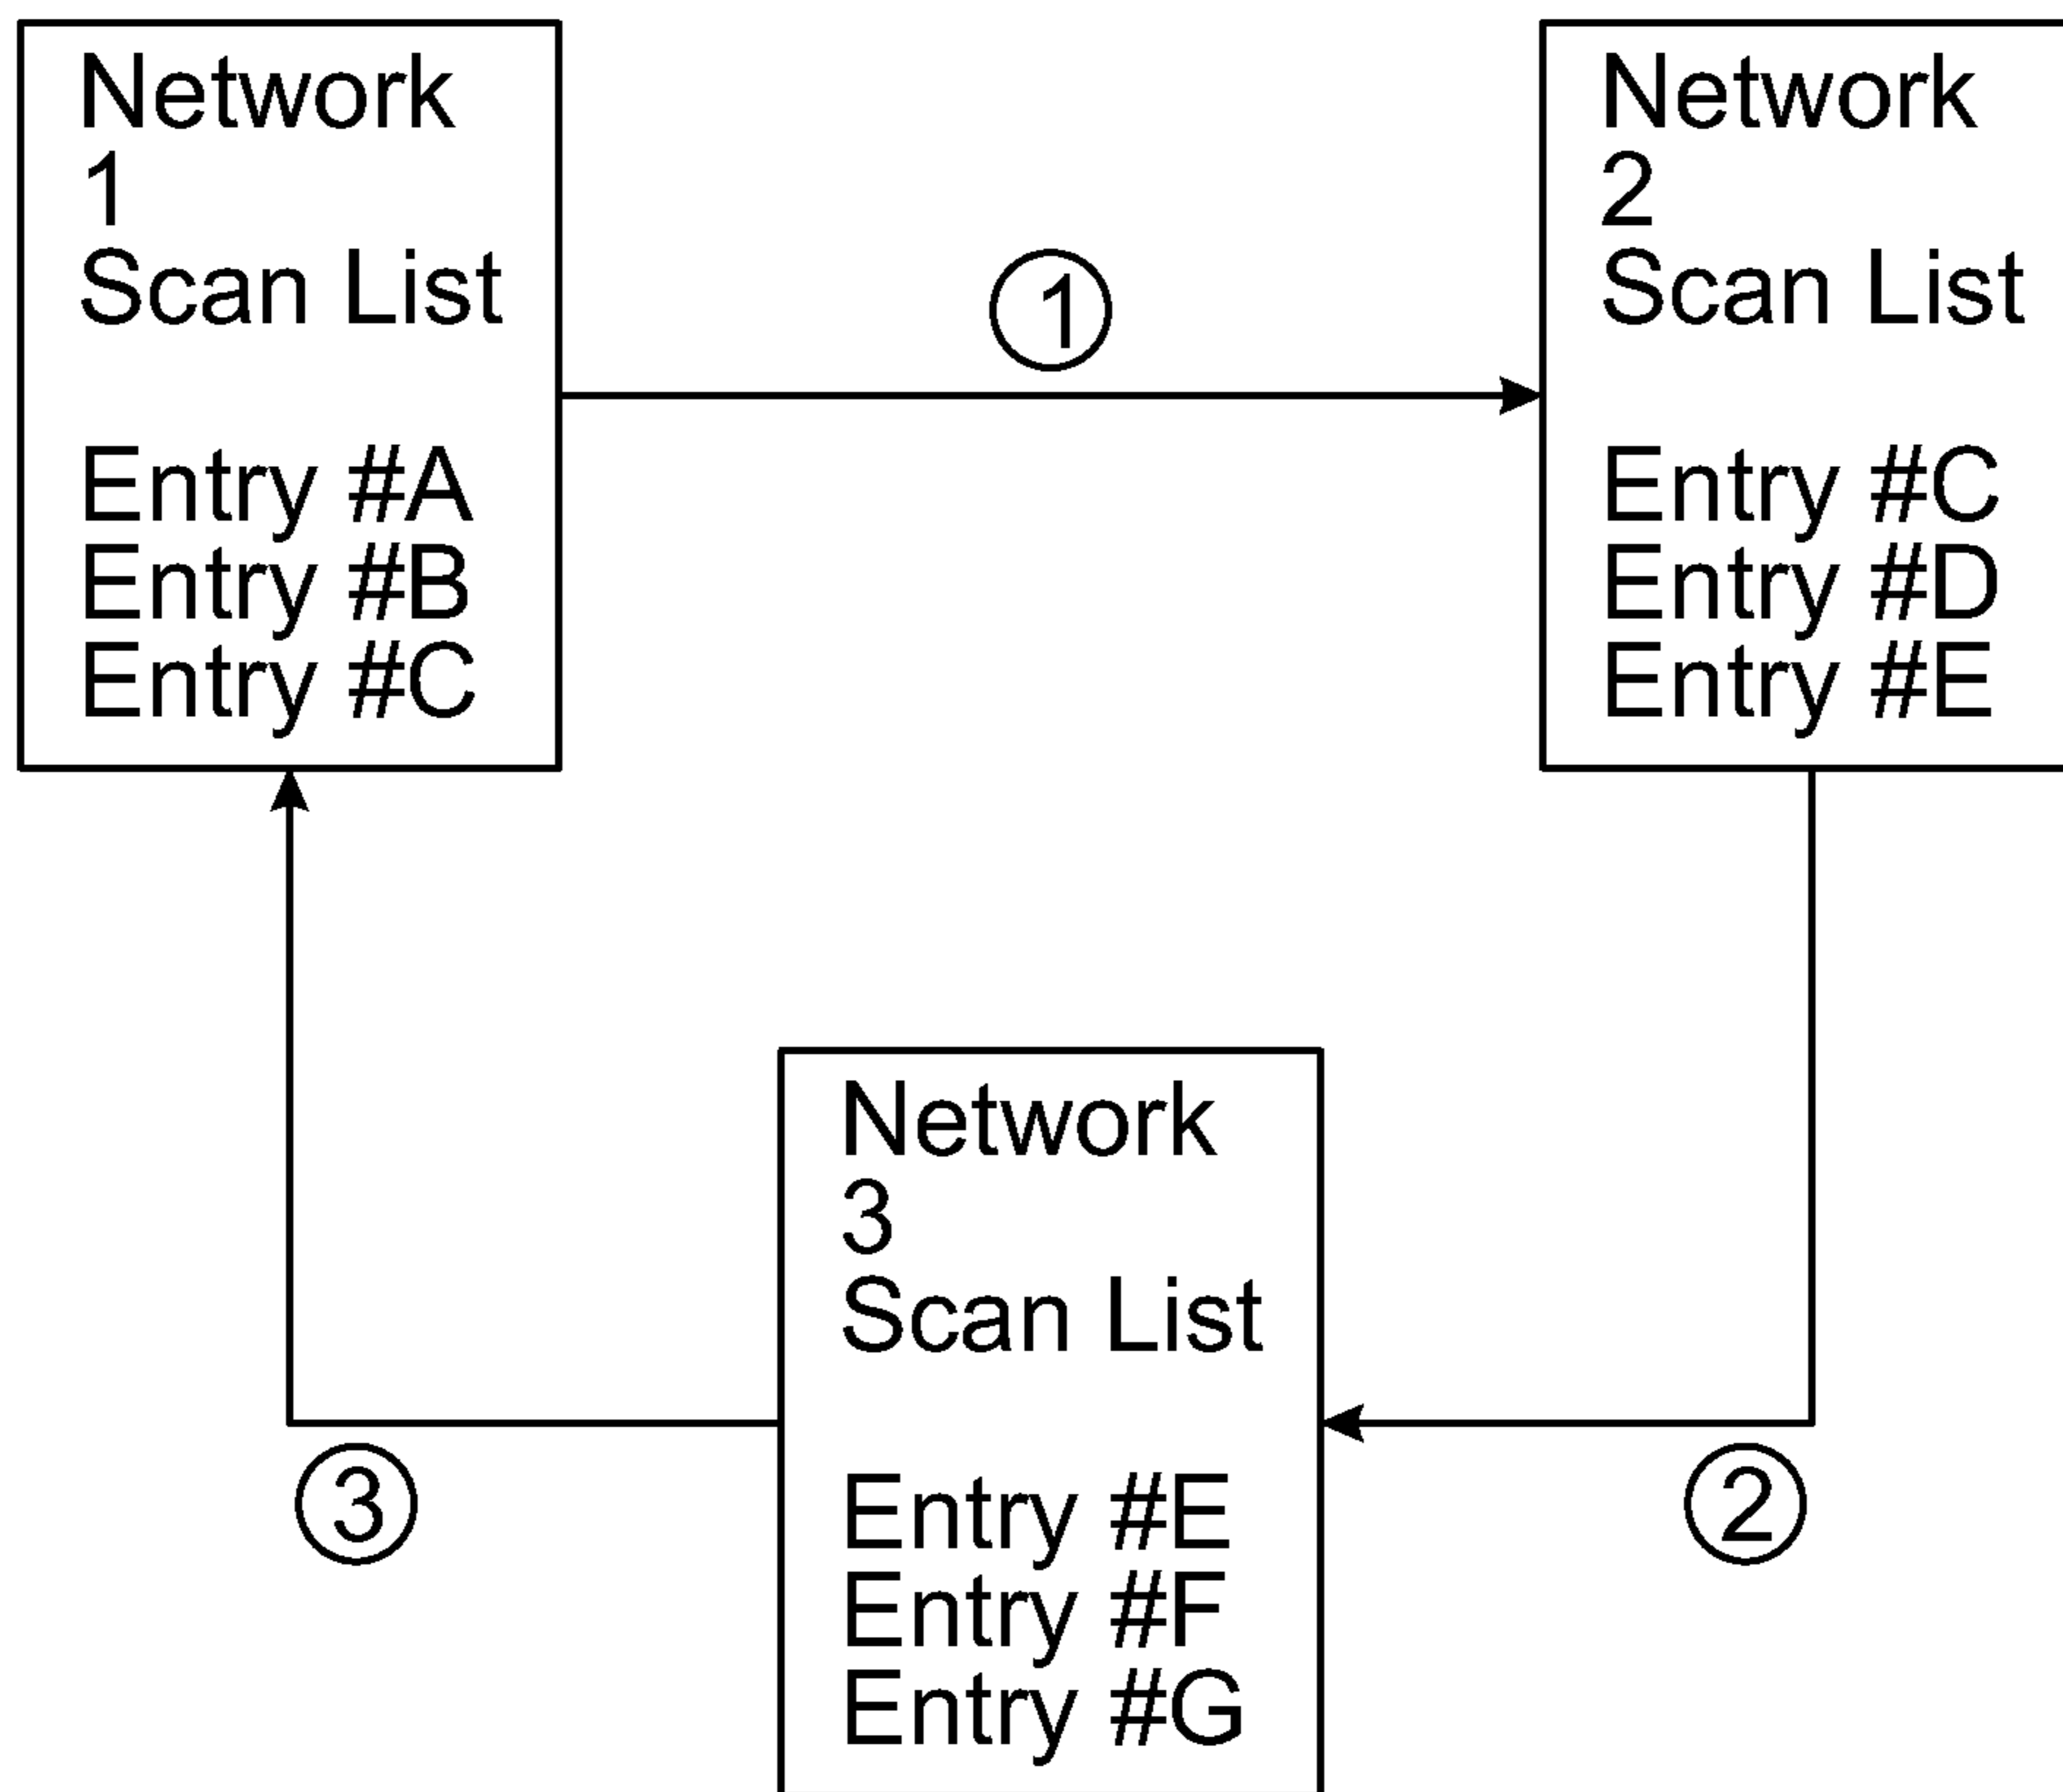 Network
1
Scan List
Entry #A
Entry #B
Entry #C
1
Network
2
Scan List
Entry #C
Entry #D
Entry #E
Network
3
Scan List
Entry #E
Entry #F
Entry #G
3
2